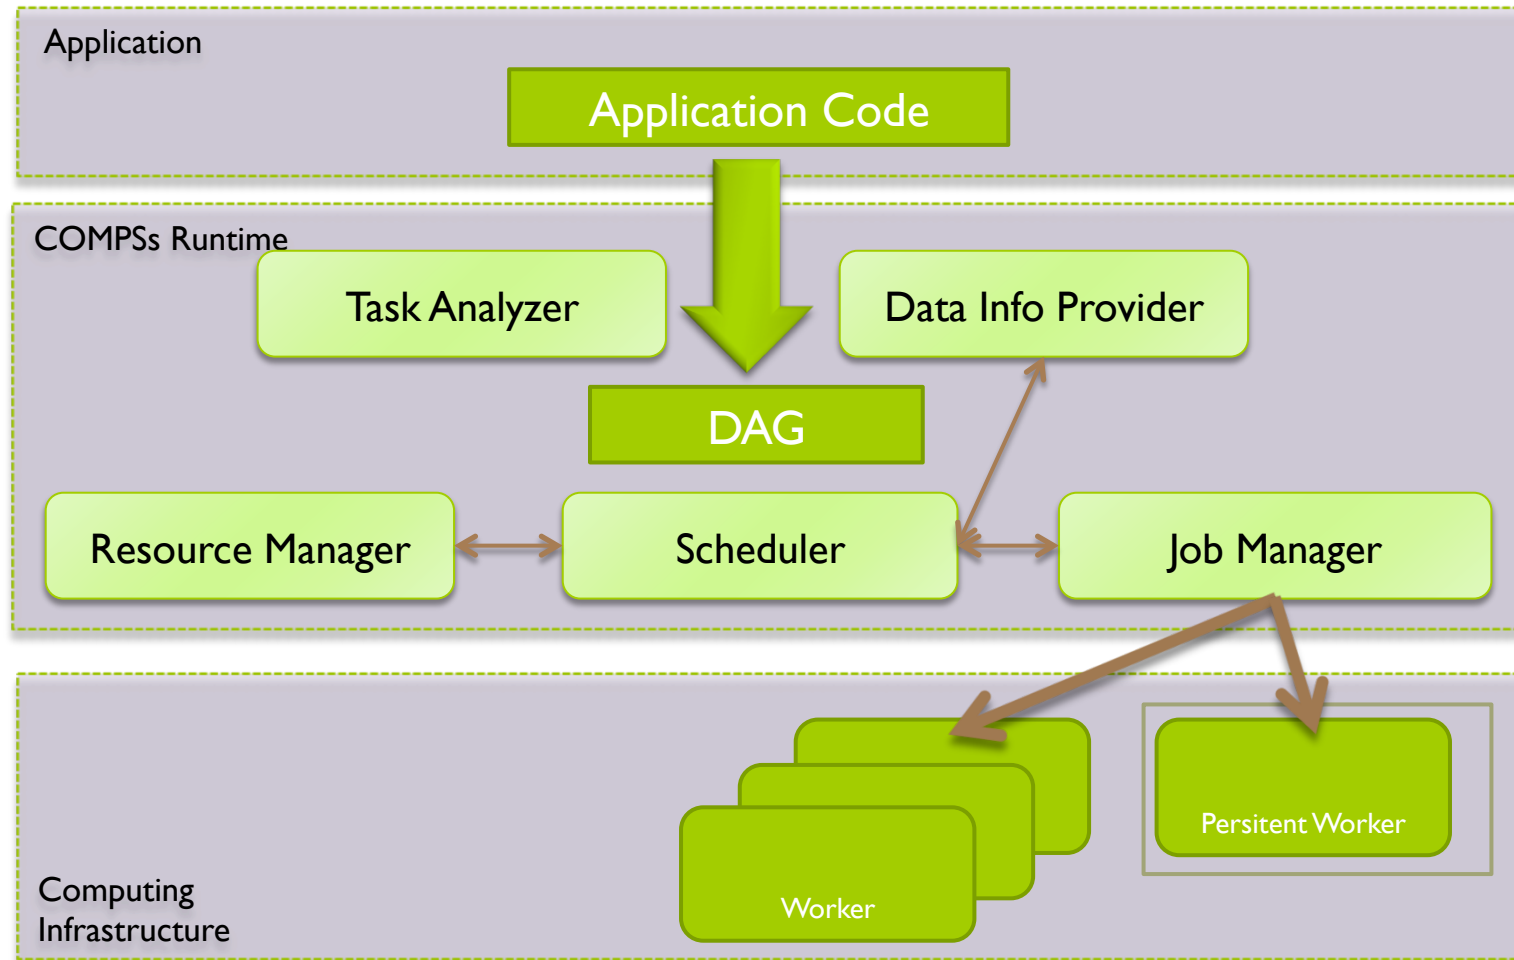 Application
Application Code
COMPSs Runtime
Task Analyzer
Data Info Provider
DAG
Resource Manager
Scheduler
Job Manager
Persitent Worker
Worker
Computing
Infrastructure